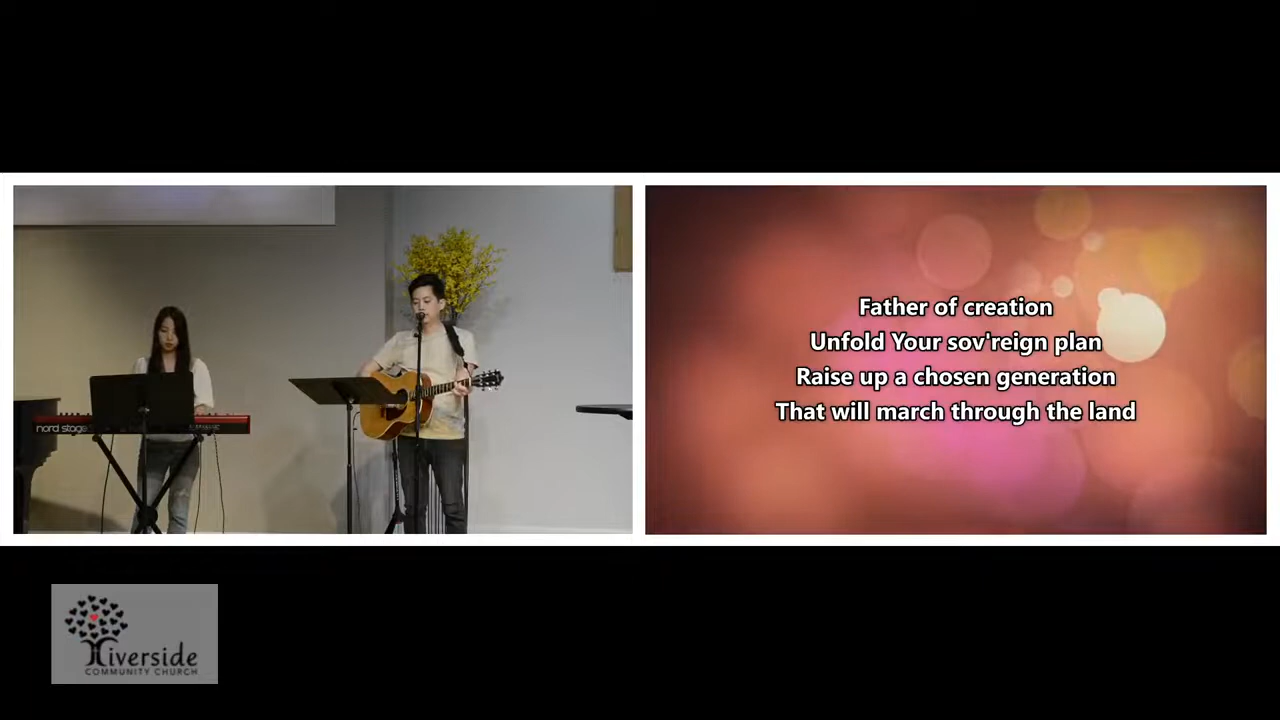 nord stage
Father of creation
Unfold Your sov'reign plan
Raise up a chosen generation
That will march through the land
Riverside
COMMUNITY CHURCH